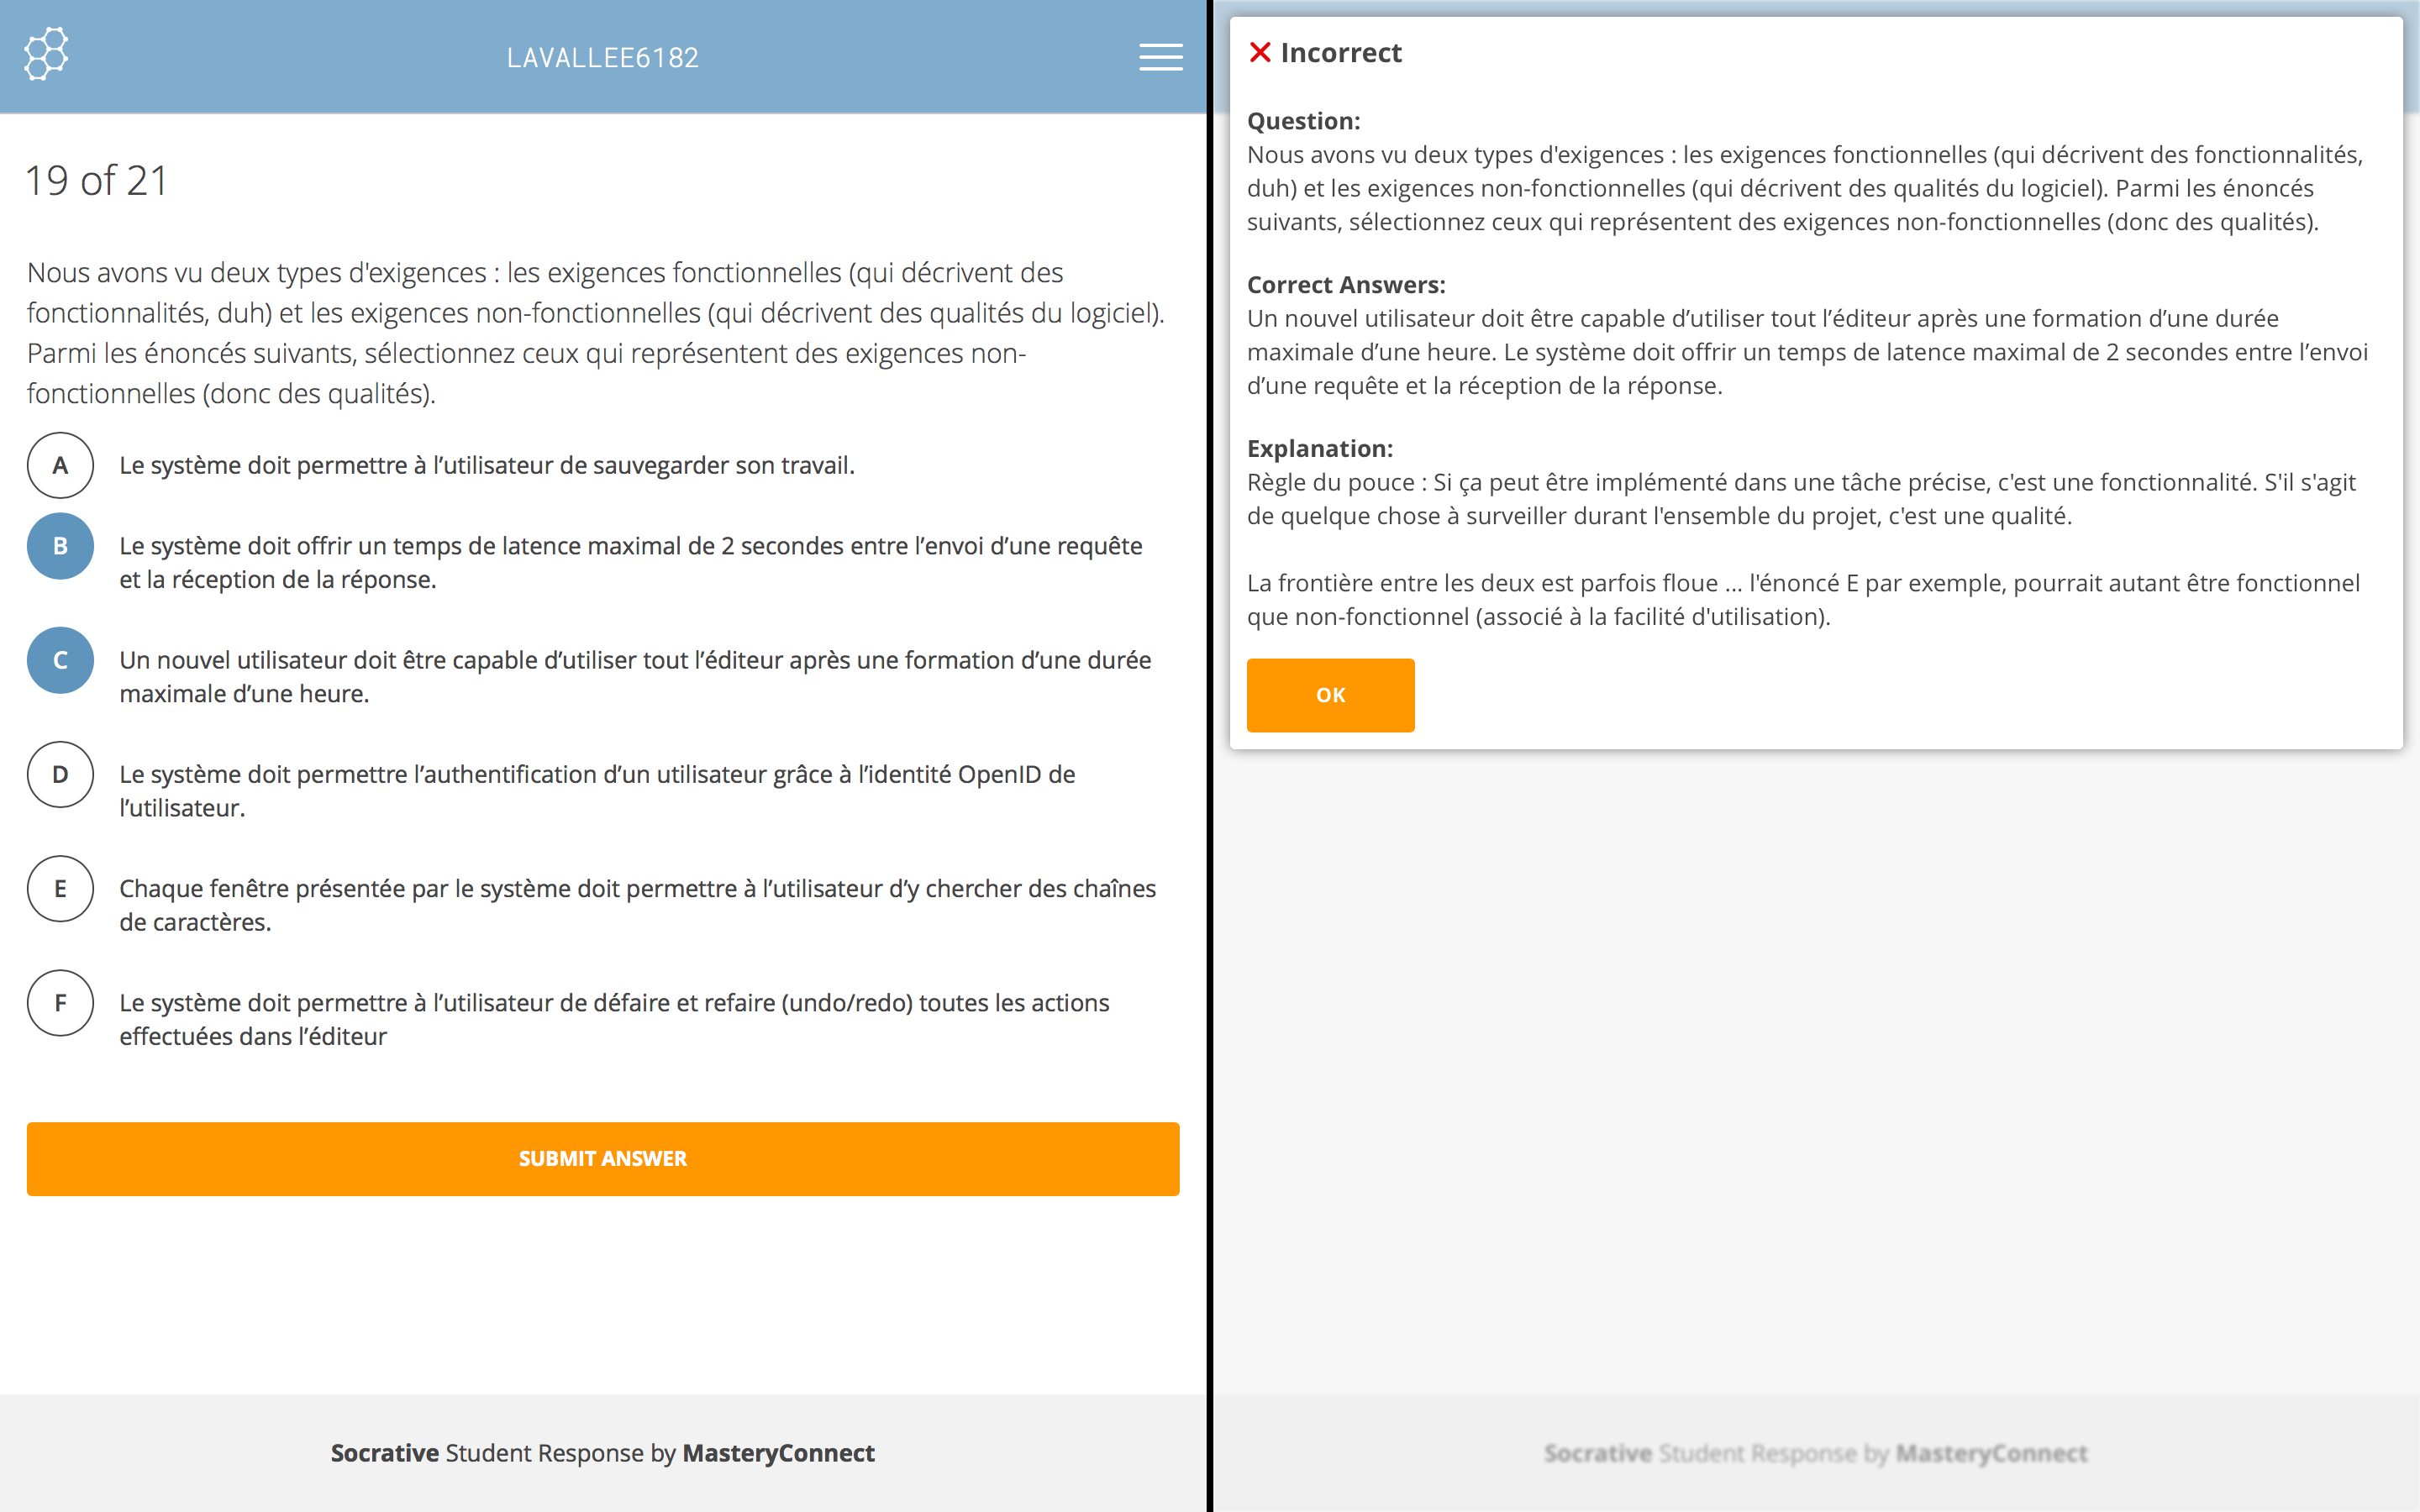 LAVALLEE6182
19 of 21
Nous avons vu deux types d'exigences : les exigences fonctionnelles (qui décrivent des
fonctionnalités, duh) et les exigences non-fonctionnelles (qui décrivent des qualités du logiciel).
Parmi les énoncés suivants, sélectionnez ceux qui représentent des exigences non-
fonctionnelles (donc des qualités).
A Le système doit permettre à l’utilisateur de sauvegarder son travail.
B Le système doit offrir un temps de latence maximal de 2 secondes entre l’envoi d’une requête
et la réception de la réponse.
C Un nouvel utilisateur doit être capable d’utiliser tout l’éditeur après une formation d’une durée
maximale d’une heure.
D Le système doit permettre l’authentification d’un utilisateur grâce à l’identité OpenID de
l’utilisateur.
E Chaque fenêtre présentée par le système doit permettre à l’utilisateur d’y chercher des chaînes
de caractères.
F Le système doit permettre à l’utilisateur de défaire et refaire (undo/redo) toutes les actions
effectuées dans l’éditeur
SUBMIT ANSWER
Socrative Student Response by MasteryConnect
Incorrect
Question:
Nous avons vu deux types d'exigences : les exigences fonctionnelles (qui décrivent des fonctionnalités,
duh) et les exigences non-fonctionnelles (qui décrivent des qualités du logiciel). Parmi les énoncés
suivants, sélectionnez ceux qui représentent des exigences non-fonctionnelles (donc des qualités).
Correct Answers:
Un nouvel utilisateur doit être capable d’utiliser tout l’éditeur après une formation d’une durée
maximale d’une heure. Le système doit offrir un temps de latence maximal de 2 secondes entre l’envoi
d’une requête et la réception de la réponse.
Explanation:
Règle du pouce : Si ça peut être implémenté dans une tâche précise, c'est une fonctionnalité. S'il s'agit
de quelque chose à surveiller durant l'ensemble du projet, c'est une qualité.
La frontière entre les deux est parfois floue ... l'énoncé E par exemple, pourrait autant être fonctionnel
que non-fonctionnel (associé à la facilité d'utilisation).
OK
Socrative Student Response by MasteryConnect